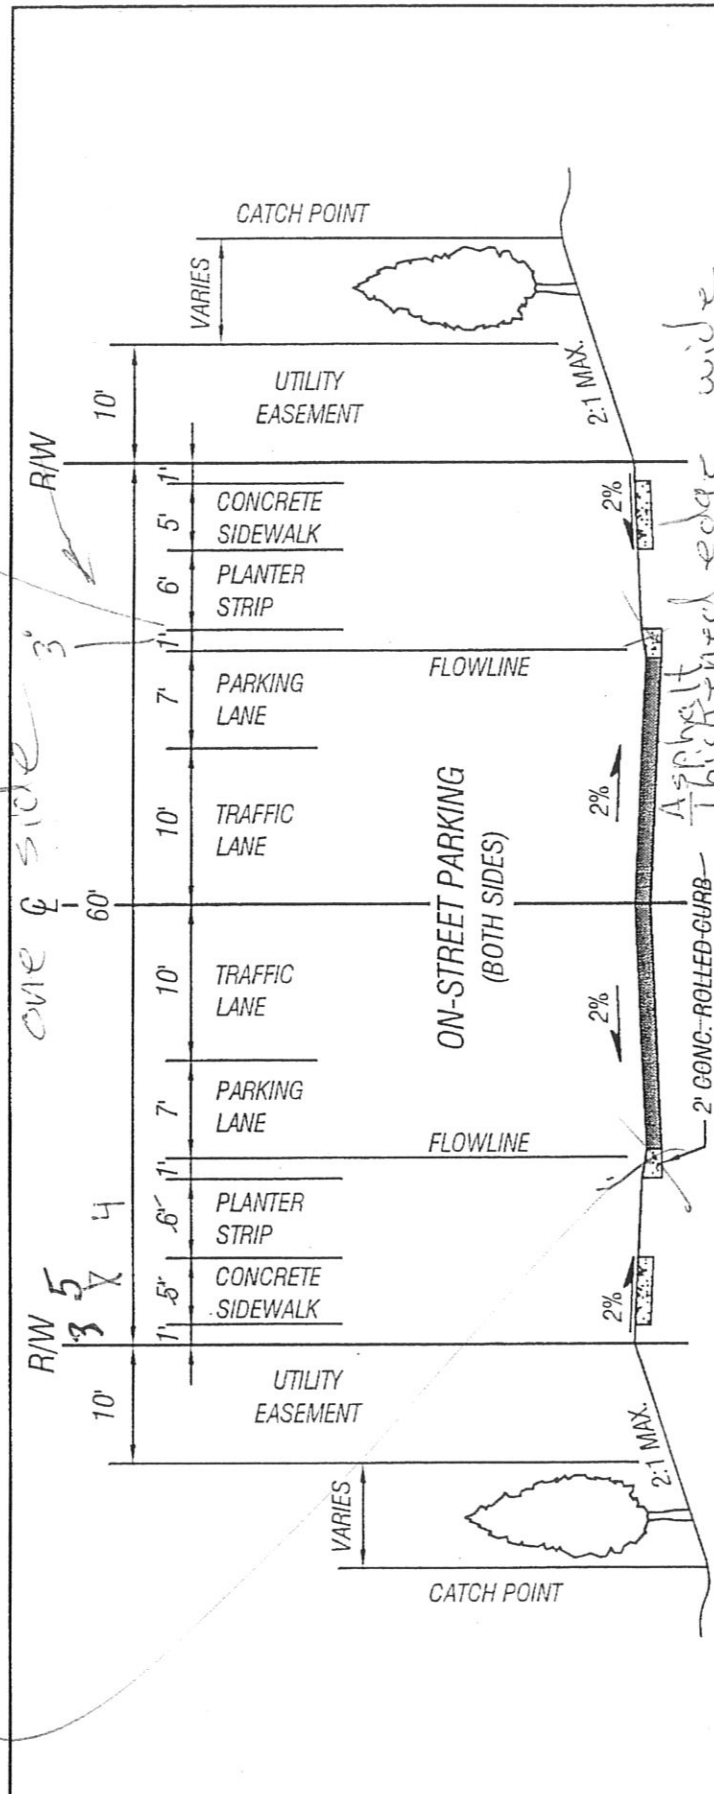 CATCH POINT
VARIES
10'
UTILITY
EASEMENT
2:1 MAX.
R/W
1'
5'
CONCRETE
SIDEWALK
2%
6'
PLANTER
STRIP
3"
1'
FLOWLINE
7'
PARKING
LANE
10'
TRAFFIC
LANE
2%
one side
℄
60'
ON-STREET PARKING
(BOTH SIDES)
Asphalt
Thickened edge wide
2' CONC. ROLLED CURB
10'
TRAFFIC
LANE
2%
7'
PARKING
LANE
FLOWLINE
1'
6'
4
PLANTER
STRIP
5'
5
CONCRETE
SIDEWALK
2%
1'
3
R/W
10'
UTILITY
EASEMENT
2:1 MAX.
VARIES
CATCH POINT